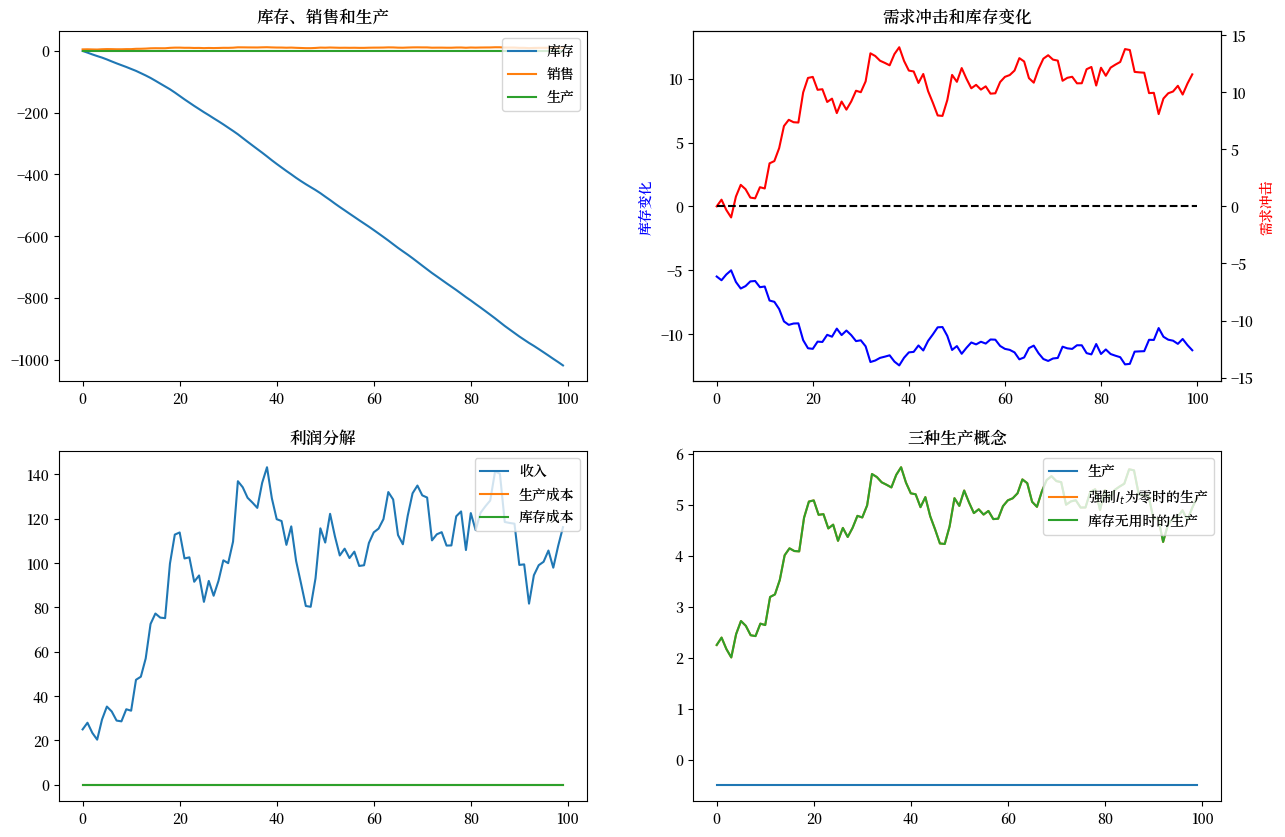 库存、销售和生产
0
−200
−400
−600
−800
−1000
0 20 40 60 80 100
库存
销售
生产
需求冲击和库存变化
库存变化
10
5
0
−5
−10
0 20 40 60 80 100
15
10
5
0
−5
−10
−15
需求冲击
利润分解
140
120
100
80
60
40
20
0
0 20 40 60 80 100
收入
生产成本
库存成本
三种生产概念
6
5
4
3
2
1
0
0 20 40 60 80 100
生产
强制I_t为零时的生产
库存无用时的生产